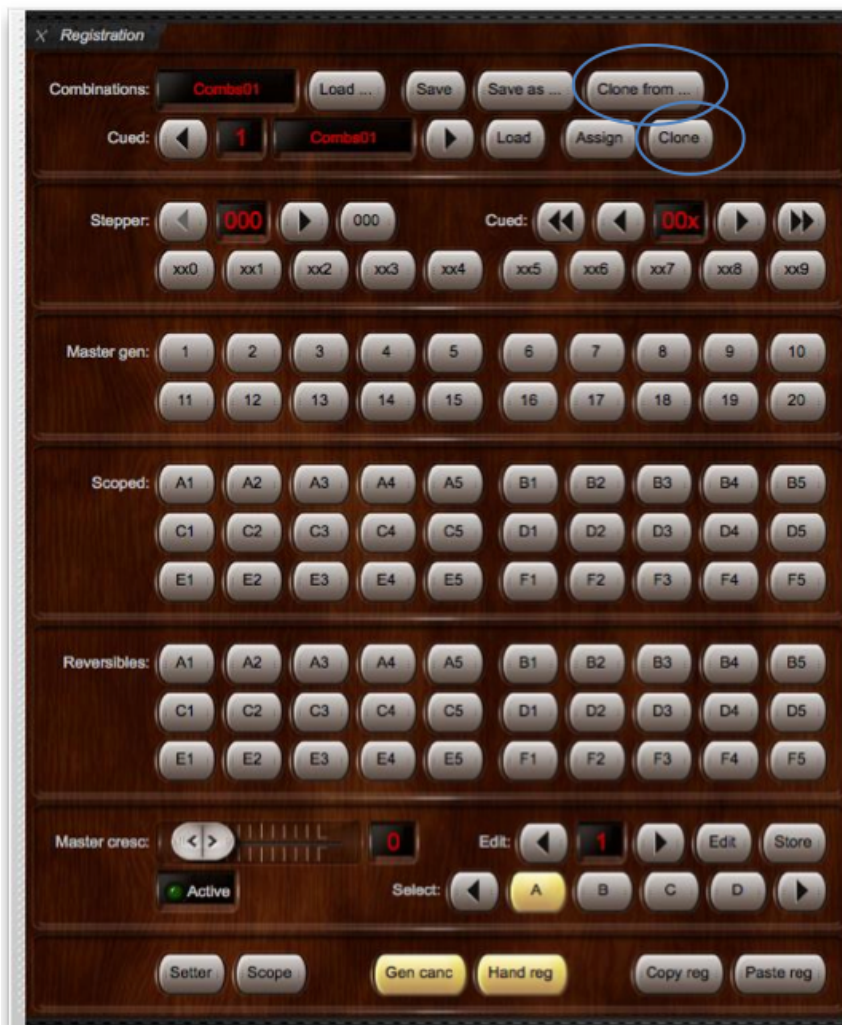 Registration
Combinations: Combs01 Load ... Save Save as ... Clone from ...
Cued: 1 Combs01 Load Assign Clone
Stepper: 000 000 Cued: 00x
xx0 xx1 xx2 xx3 xx4 xx5 xx6 xx7 xx8 xx9
Master gen: 1 2 3 4 5 6 7 8 9 10
11 12 13 14 15 16 17 18 19 20
Scoped: A1 A2 A3 A4 A5 B1 B2 B3 B4 B5
C1 C2 C3 C4 C5 D1 D2 D3 D4 D5
E1 E2 E3 E4 E5 F1 F2 F3 F4 F5
Reversibles: A1 A2 A3 A4 A5 B1 B2 B3 B4 B5
C1 C2 C3 C4 C5 D1 D2 D3 D4 D5
E1 E2 E3 E4 E5 F1 F2 F3 F4 F5
Master cresc: 0 Edit: 1 Edit Store
Active Select: A B C D
Setter Scope Gen canc Hand reg Copy reg Paste reg